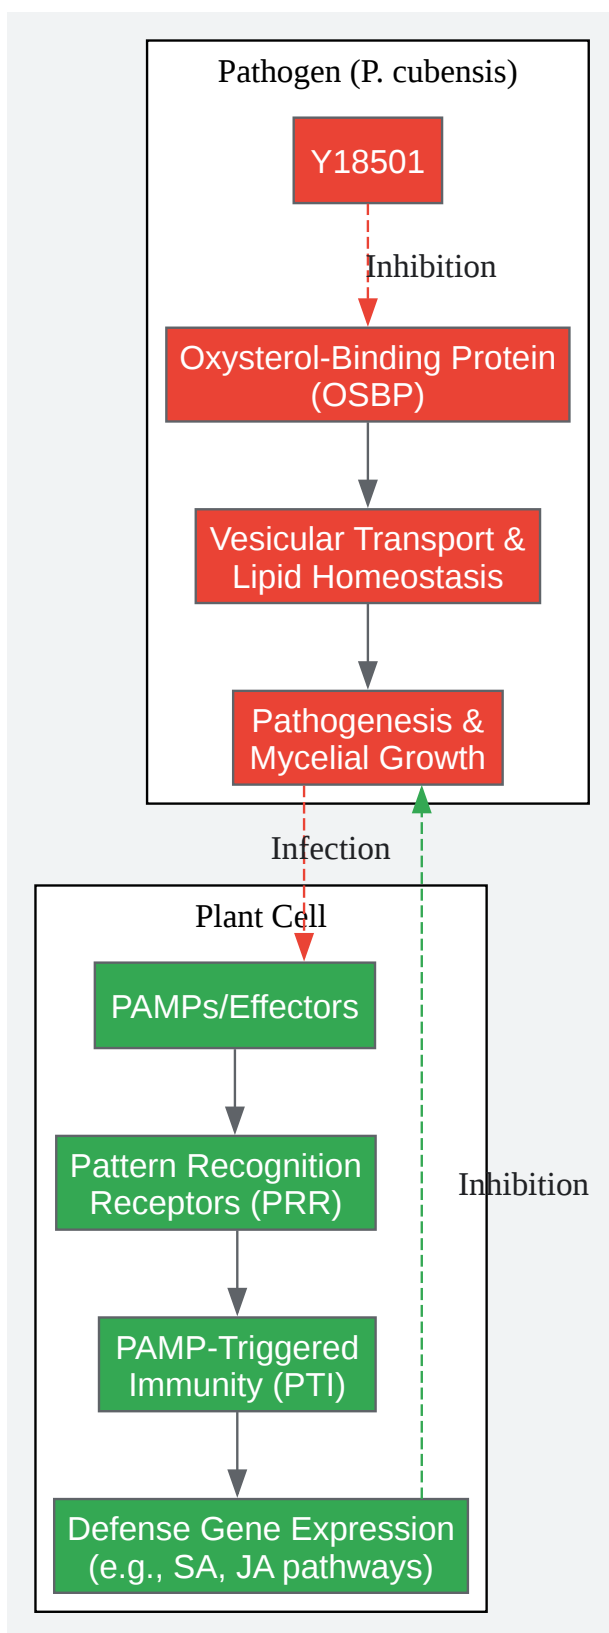 Pathogen (P. cubensis)
Y18501
Inhibition
Oxysterol-Binding Protein
(OSBP)
Vesicular Transport &
Lipid Homeostasis
Pathogenesis &
Mycelial Growth
Infection
Plant Cell
PAMPs/Effectors
Pattern Recognition
Receptors (PRR)
Inhibition
PAMP-Triggered
Immunity (PTI)
Defense Gene Expression
(e.g., SA, JA pathways)